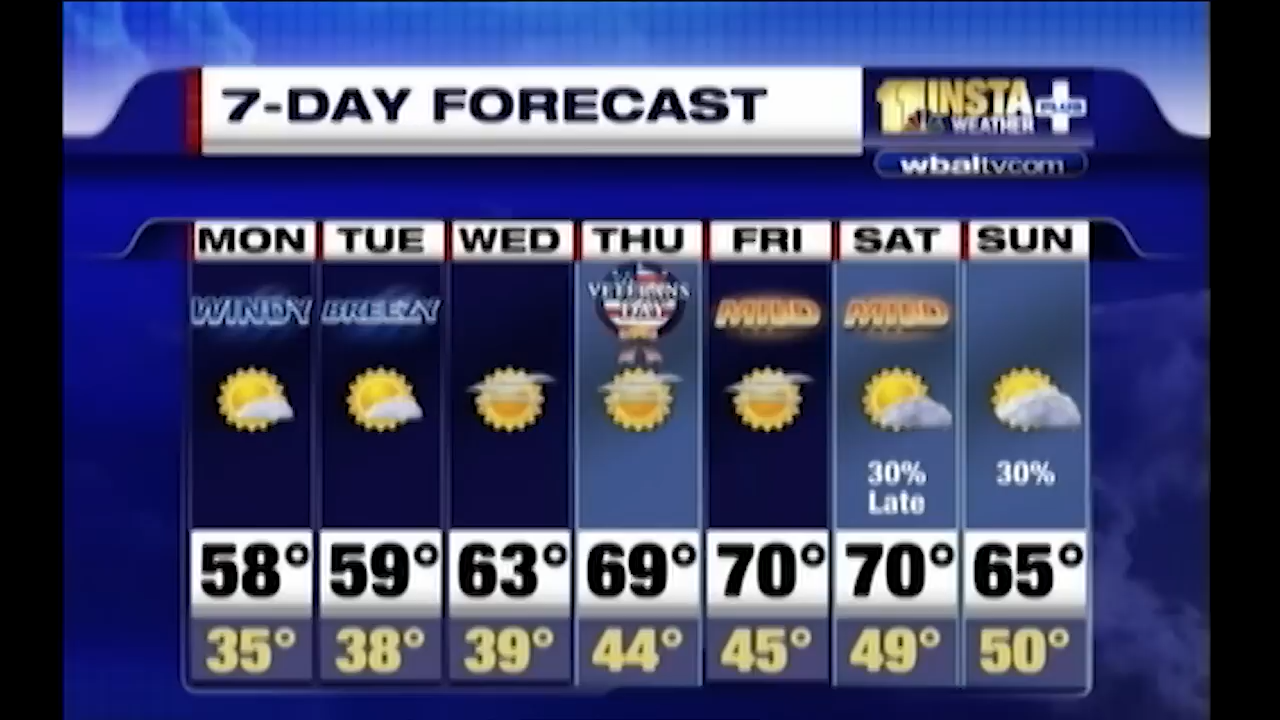 7-DAY FORECAST
11 INSTA
WEATHER
PLUS
wbaltv.com
MON TUE WED THU FRI SAT SUN
WINDY BREEZY VETERANS DAY MILD MILD
30% Late 30%
58° 59° 63° 69° 70° 70° 65°
35° 38° 39° 44° 45° 49° 50°